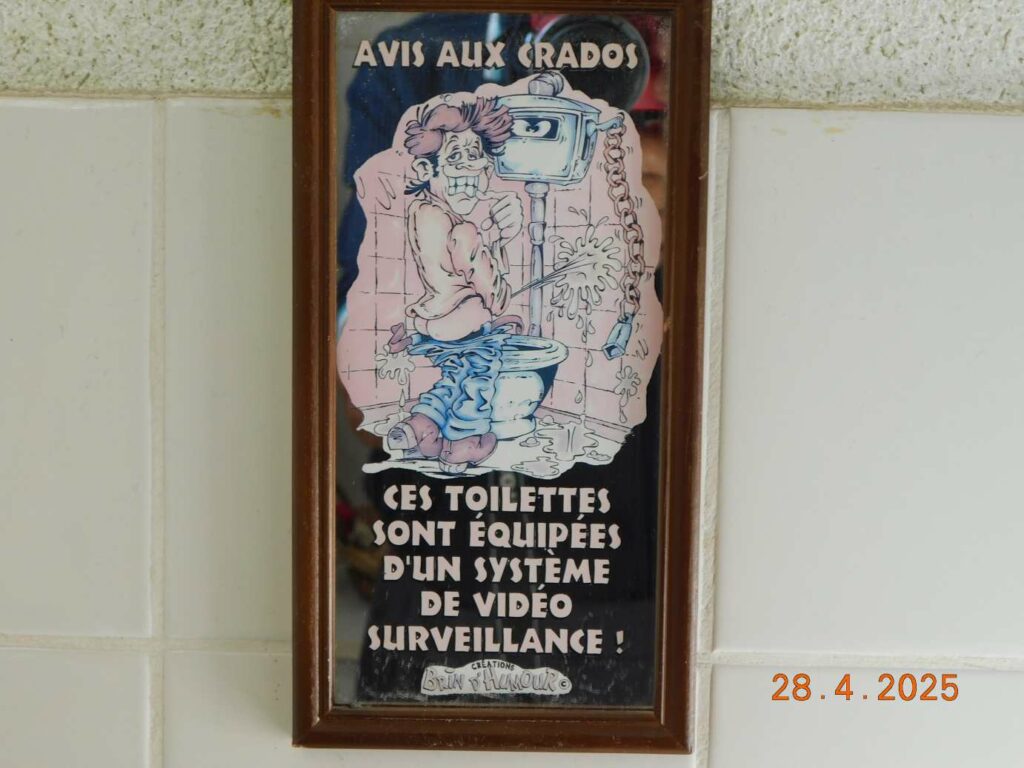 AVIS AUX CRADOS
CES TOILETTES
SONT ÉQUIPÉES
D'UN SYSTÈME
DE VIDÉO
SURVEILLANCE !
CRÉATIONS
BRIN D'HUMOUR ©
28.4.2025